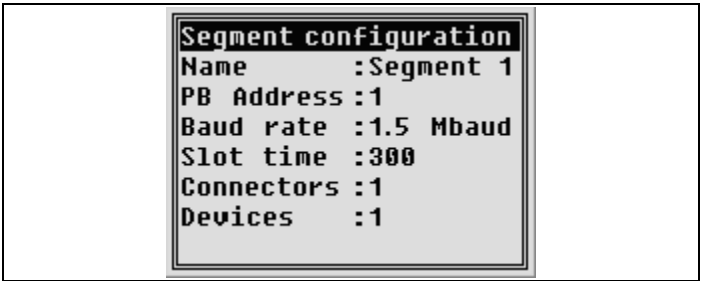 Segment configuration
Name :Segment 1
PB Address :1
Baud rate :1.5 Mbaud
Slot time :300
Connectors :1
Devices :1